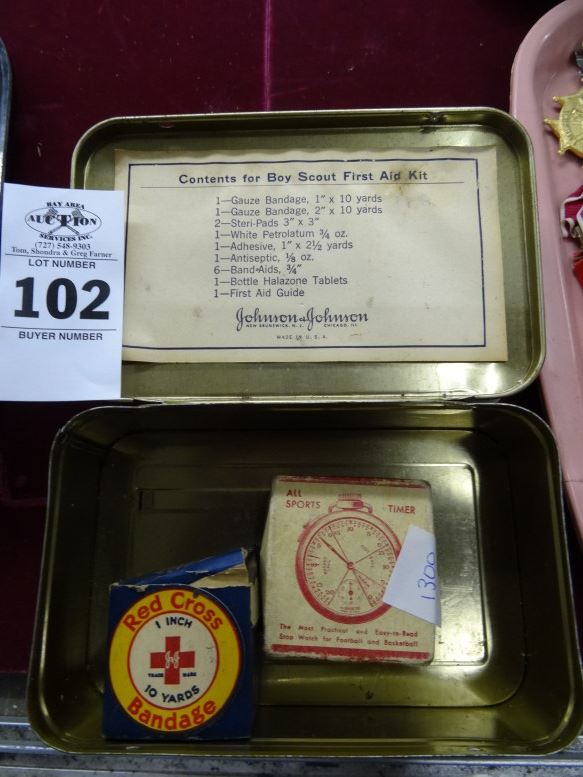 BAY AREA
AUCTION
SERVICES INC.
(727) 548-9303
Tom, Shondra & Greg Farner
LOT NUMBER
102
BUYER NUMBER
Contents for Boy Scout First Aid Kit
1—Gauze Bandage, 1" x 10 yards
1—Gauze Bandage, 2" x 10 yards
2—Steri-Pads 3" x 3"
1—White Petrolatum ¾ oz.
1—Adhesive, 1" x 2½ yards
1—Antiseptic, ⅛ oz.
6—Band-Aids, ¾"
1—Bottle Halazone Tablets
1—First Aid Guide
Johnson & Johnson
NEW BRUNSWICK, N. J. CHICAGO, ILL.
MADE IN U. S. A.
ALL SPORTS TIMER
The Most Practical and Easy-to-Read
Stop Watch for Football and Basketball
1300
Red Cross
1 INCH
J&J
TRADE MARK
10 YARDS
Bandage